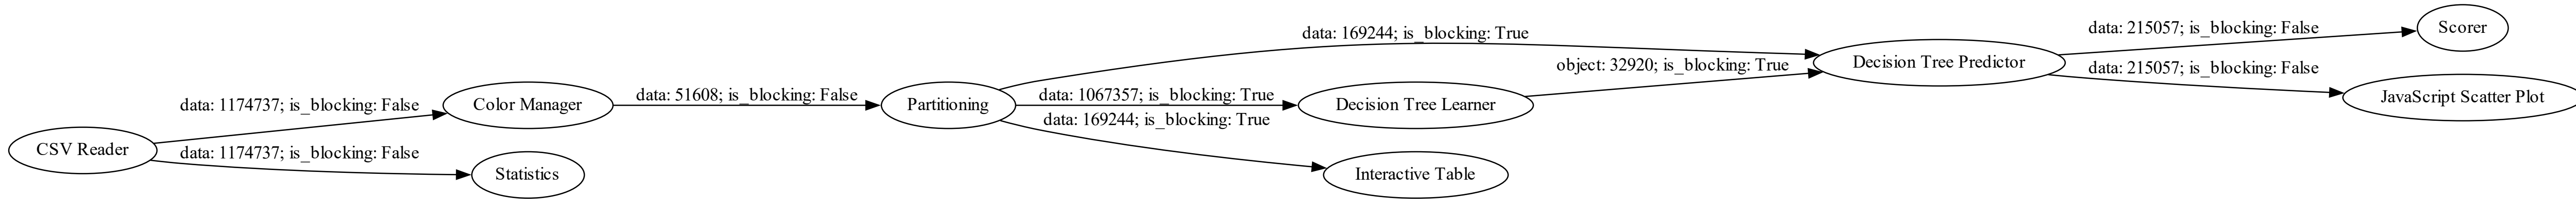 CSV Reader
data: 1174737; is_blocking: False
data: 1174737; is_blocking: False
Color Manager
Statistics
data: 51608; is_blocking: False
Partitioning
data: 169244; is_blocking: True
data: 1067357; is_blocking: True
data: 169244; is_blocking: True
Decision Tree Learner
Interactive Table
object: 32920; is_blocking: True
Decision Tree Predictor
data: 215057; is_blocking: False
data: 215057; is_blocking: False
Scorer
JavaScript Scatter Plot